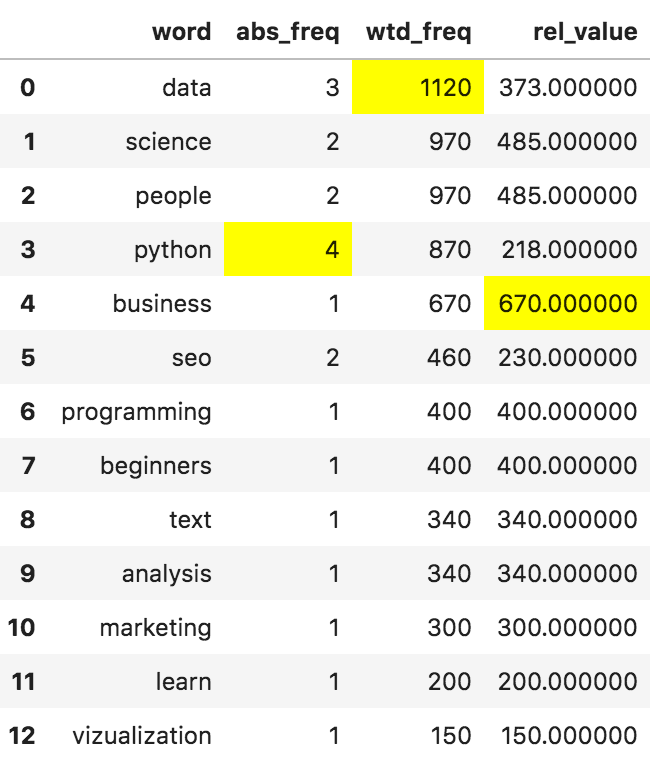 word abs_freq wtd_freq rel_value
0 data 3 1120 373.000000
1 science 2 970 485.000000
2 people 2 970 485.000000
3 python 4 870 218.000000
4 business 1 670 670.000000
5 seo 2 460 230.000000
6 programming 1 400 400.000000
7 beginners 1 400 400.000000
8 text 1 340 340.000000
9 analysis 1 340 340.000000
10 marketing 1 300 300.000000
11 learn 1 200 200.000000
12 vizualization 1 150 150.000000